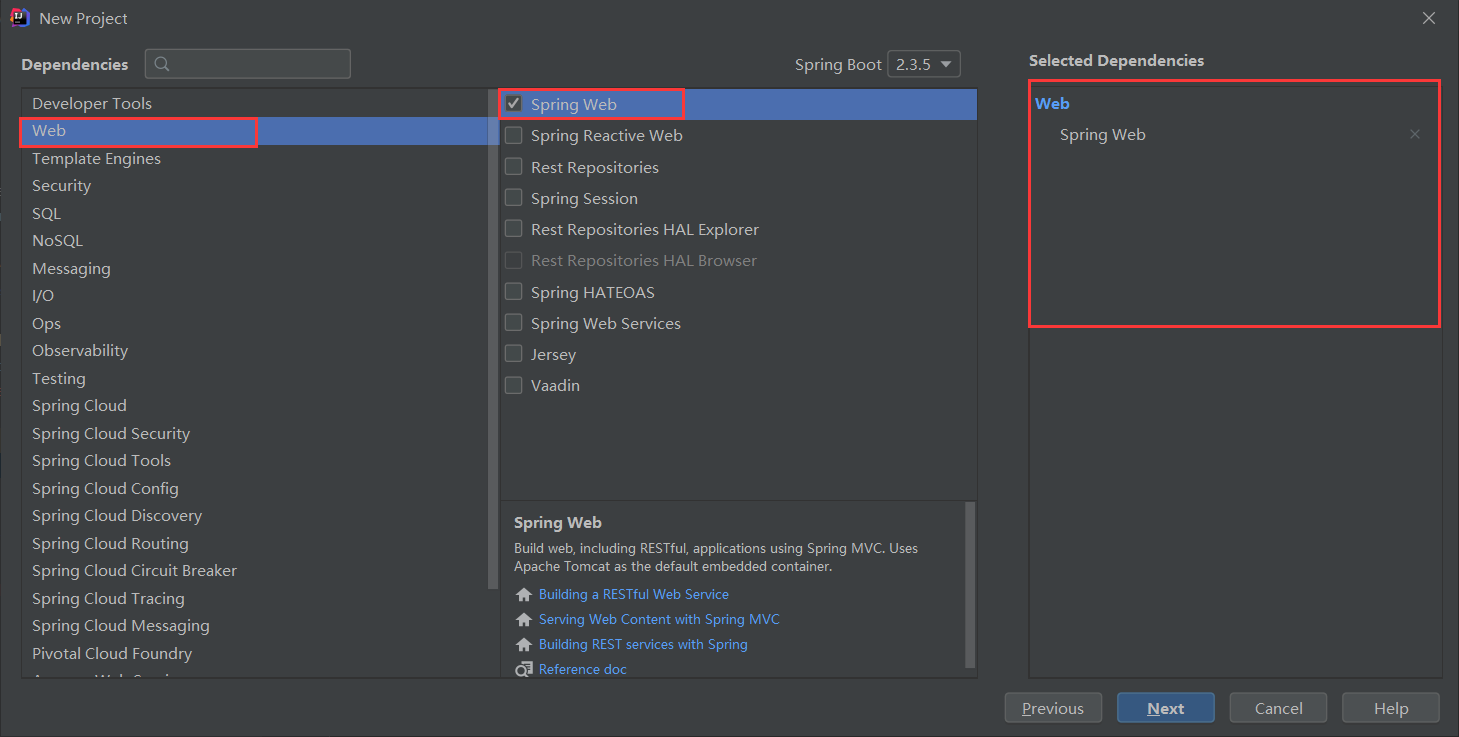 New Project
Dependencies
Spring Boot 2.3.5
Selected Dependencies
Developer Tools
Web
Template Engines
Security
SQL
NoSQL
Messaging
I/O
Ops
Observability
Testing
Spring Cloud
Spring Cloud Security
Spring Cloud Tools
Spring Cloud Config
Spring Cloud Discovery
Spring Cloud Routing
Spring Cloud Circuit Breaker
Spring Cloud Tracing
Spring Cloud Messaging
Pivotal Cloud Foundry
Spring Web
Spring Reactive Web
Rest Repositories
Spring Session
Rest Repositories HAL Explorer
Rest Repositories HAL Browser
Spring HATEOAS
Spring Web Services
Jersey
Vaadin
Spring Web
Build web, including RESTful, applications using Spring MVC. Uses
Apache Tomcat as the default embedded container.
Building a RESTful Web Service
Serving Web Content with Spring MVC
Building REST services with Spring
Reference doc
Web
Spring Web
Previous
Next
Cancel
Help